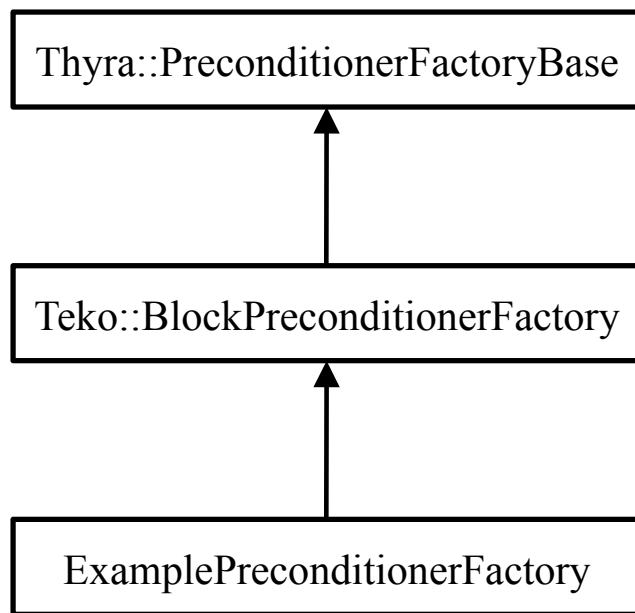 Thyra::PreconditionerFactoryBase
Teko::BlockPreconditionerFactory
ExamplePreconditionerFactory